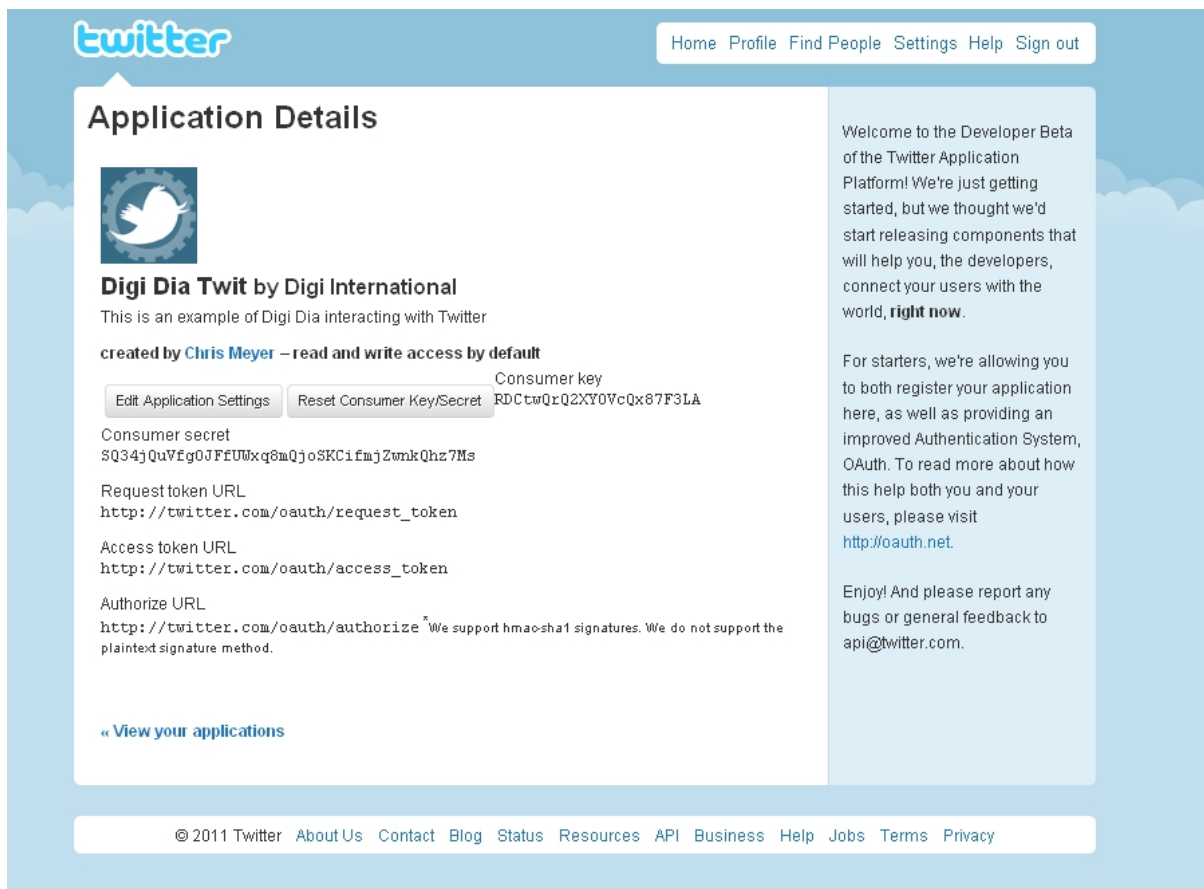 twitter
Home Profile Find People Settings Help Sign out
Application Details
Digi Dia Twit by Digi International
This is an example of Digi Dia interacting with Twitter
created by Chris Meyer – read and write access by default
Edit Application Settings
Reset Consumer Key/Secret
Consumer key
RDCtwQrQ2XY0VcQx87F3LA
Consumer secret
SQ34jQuVfg0JFfUWxq8mQjoSKCifmjZwnkQhz7Ms
Request token URL
http://twitter.com/oauth/request_token
Access token URL
http://twitter.com/oauth/access_token
Authorize URL
http://twitter.com/oauth/authorize *We support hmac-sha1 signatures. We do not support the
plaintext signature method.
« View your applications
Welcome to the Developer Beta
of the Twitter Application
Platform! We're just getting
started, but we thought we'd
start releasing components that
will help you, the developers,
connect your users with the
world, right now.
For starters, we're allowing you
to both register your application
here, as well as providing an
improved Authentication System,
OAuth. To read more about how
this help both you and your
users, please visit
http://oauth.net.
Enjoy! And please report any
bugs or general feedback to
api@twitter.com.
© 2011 Twitter About Us Contact Blog Status Resources API Business Help Jobs Terms Privacy